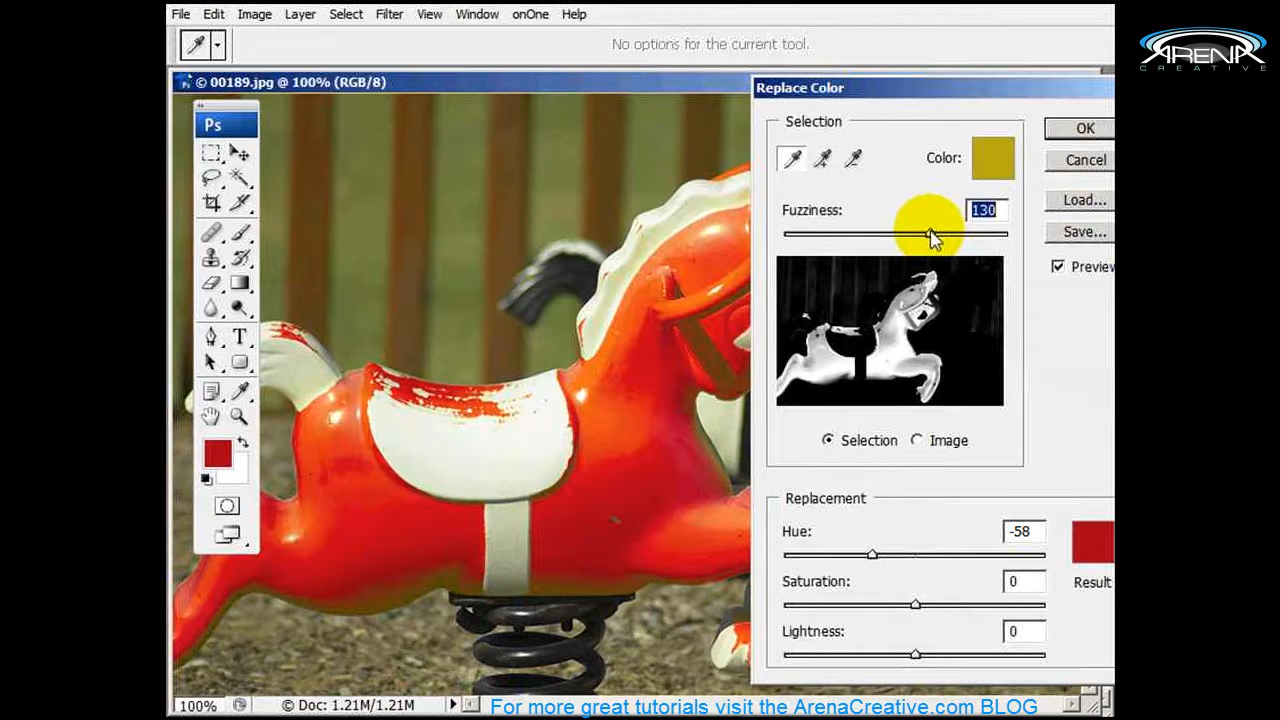 File Edit Image Layer Select Filter View Window onOne Help
ARENA
CREATIVE
No options for the current tool.
© 00189.jpg @ 100% (RGB/8)
Replace Color
Ps
Selection
OK
Color:
Cancel
Fuzziness: 130
Load...
Save...
Preview
T
Selection Image
Replacement
Hue: -58
Saturation: 0
Result
Lightness: 0
100% © Doc: 1.21M/1.21M
For more great tutorials visit the ArenaCreative.com BLOG